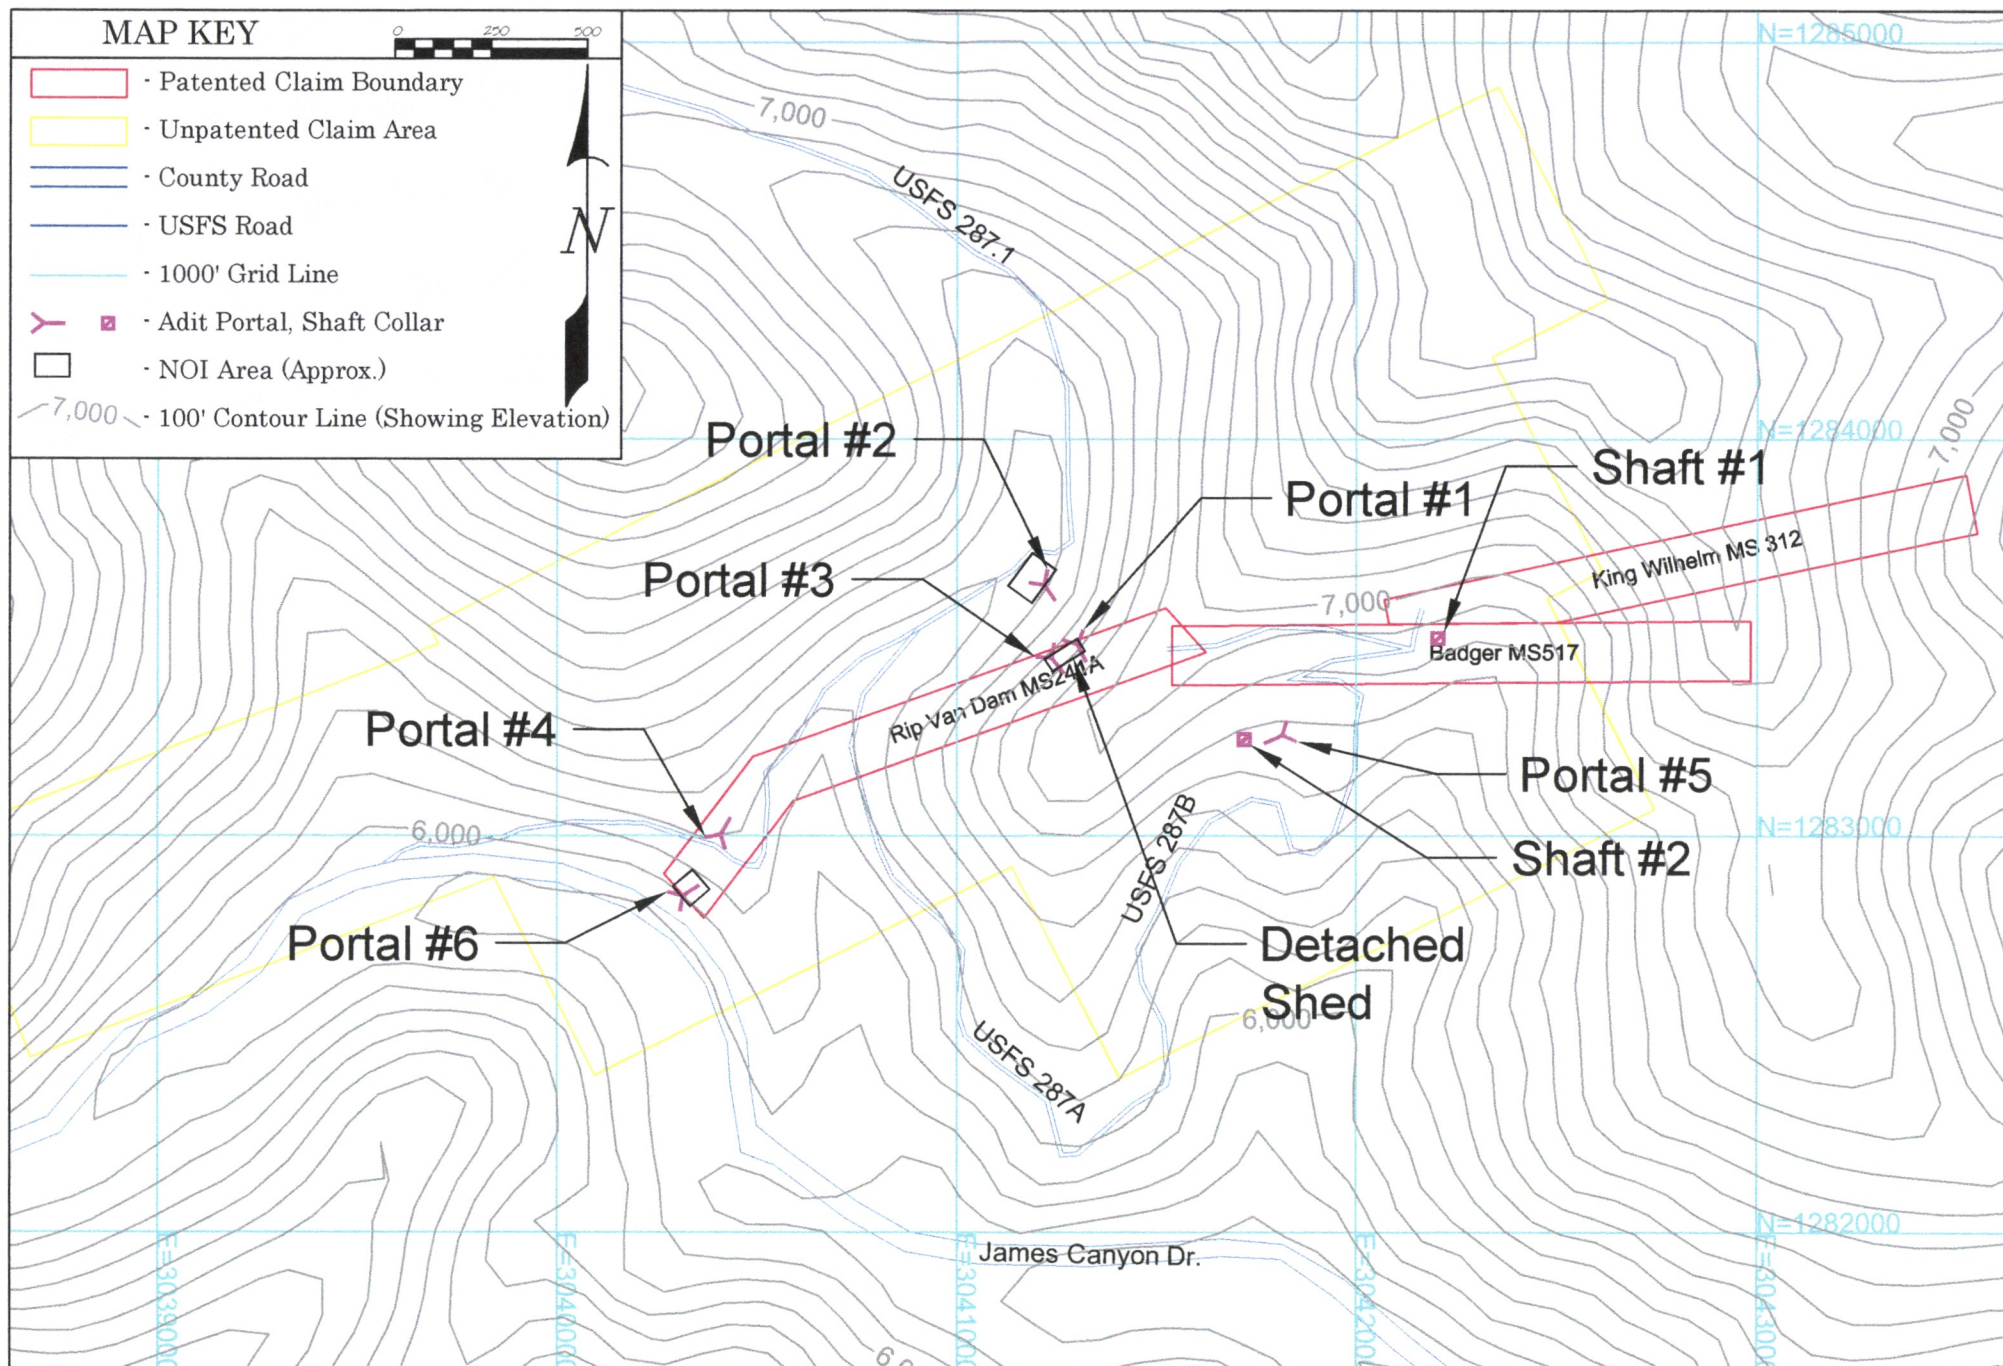 MAP KEY
0 250 500
- Patented Claim Boundary
- Unpatented Claim Area
- County Road
- USFS Road
- 1000' Grid Line
- Adit Portal, Shaft Collar
- NOI Area (Approx.)
7,000 - 100' Contour Line (Showing Elevation)
N
N=1285000
7,000
USFS 287.1
Portal #2
N=1284000
7,000
Shaft #1
Portal #1
King Wilhelm MS 312
Portal #3
7,000
Badger MS517
Rip Van Dam MS241A
Portal #4
Portal #5
6,000
N=1283000
USFS 287B
Shaft #2
Portal #6
Detached
Shed
6,000
USFS 287A
N=1282000
James Canyon Dr.
E=3039000
E=3040000
E=3041000